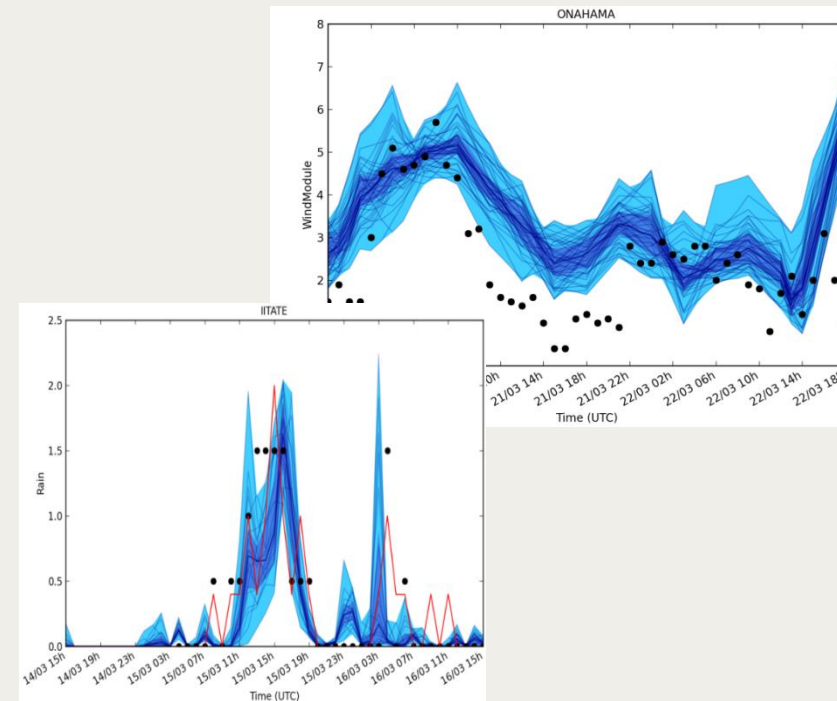 ONAHAMA
8
7
6
5
4
3
2
WindModule
0h
21/03 14h
21/03 18h
21/03 22h
22/03 02h
22/03 06h
22/03 10h
22/03 14h
22/03 18
Time (UTC)
IITATE
2.5
2.0
1.5
1.0
0.5
0.0
Rain
14/03 15h
14/03 19h
14/03 23h
15/03 03h
15/03 07h
15/03 11h
15/03 15h
15/03 19h
15/03 23h
16/03 03h
16/03 07h
16/03 11h
16/03 15h
Time (UTC)